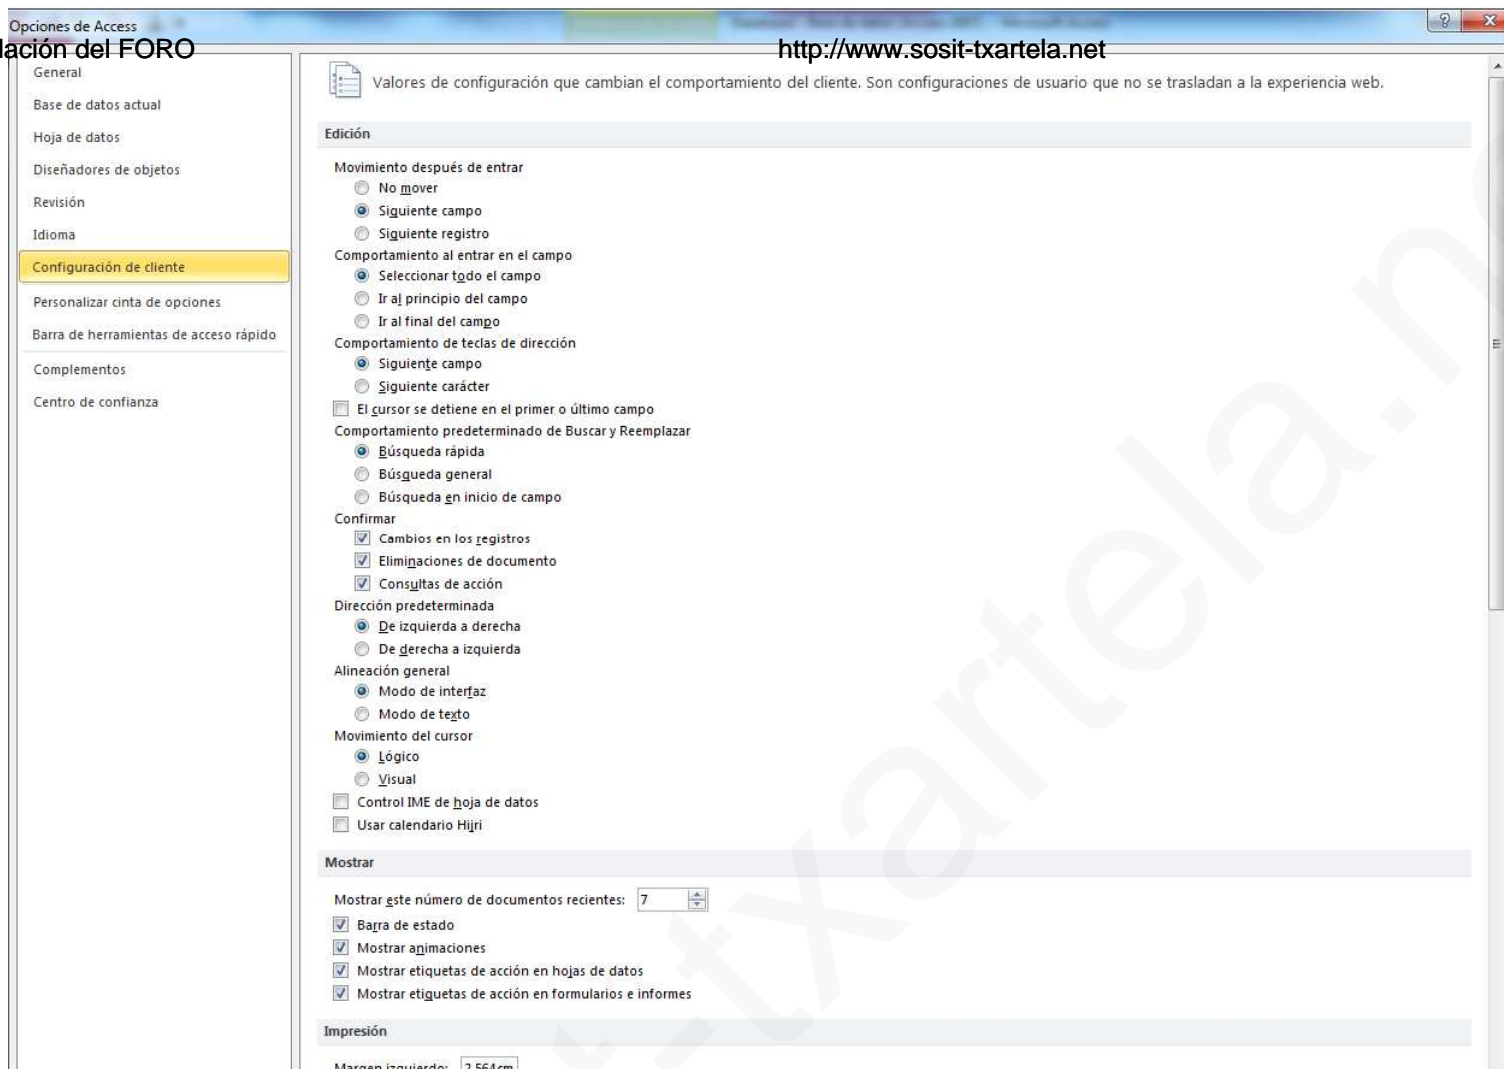 Opciones de Access
lación del FORO
http://www.sosit-txartela.net
General
Base de datos actual
Hoja de datos
Diseñadores de objetos
Revisión
Idioma
Configuración de cliente
Personalizar cinta de opciones
Barra de herramientas de acceso rápido
Complementos
Centro de confianza
Valores de configuración que cambian el comportamiento del cliente. Son configuraciones de usuario que no se trasladan a la experiencia web.
Edición
Movimiento después de entrar
No mover
Siguiente campo
Siguiente registro
Comportamiento al entrar en el campo
Seleccionar todo el campo
Ir al principio del campo
Ir al final del campo
Comportamiento de teclas de dirección
Siguiente campo
Siguiente carácter
El cursor se detiene en el primer o último campo
Comportamiento predeterminado de Buscar y Reemplazar
Búsqueda rápida
Búsqueda general
Búsqueda en inicio de campo
Confirmar
Cambios en los registros
Eliminaciones de documento
Consultas de acción
Dirección predeterminada
De izquierda a derecha
De derecha a izquierda
Alineación general
Modo de interfaz
Modo de texto
Movimiento del cursor
Lógico
Visual
Control IME de hoja de datos
Usar calendario Hijri
Mostrar
Mostrar este número de documentos recientes: 7
Barra de estado
Mostrar animaciones
Mostrar etiquetas de acción en hojas de datos
Mostrar etiquetas de acción en formularios e informes
Impresión
Margen izquierdo: 2,564cm